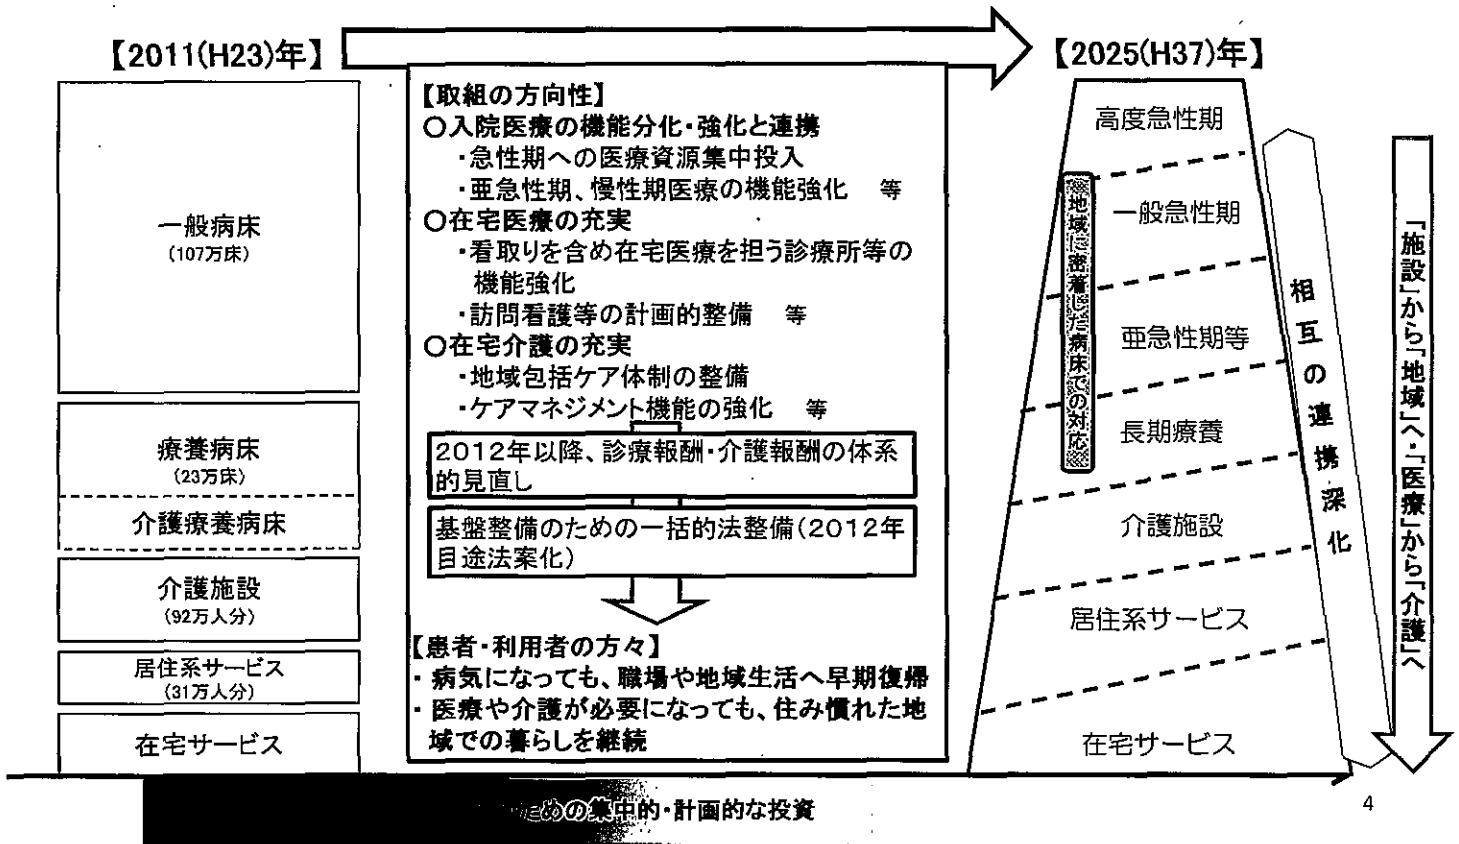 【2011(H23)年】
一般病床
(107万床)
療養病床
(23万床)
介護療養病床
介護施設
(92万人分)
居住系サービス
(31万人分)
在宅サービス
【取組の方向性】
○入院医療の機能分化・強化と連携
・急性期への医療資源集中投入
・亜急性期、慢性期医療の機能強化　等
○在宅医療の充実
・看取りを含め在宅医療を担う診療所等の
機能強化
・訪問看護等の計画的整備　等
○在宅介護の充実
・地域包括ケア体制の整備
・ケアマネジメント機能の強化　等
2012年以降、診療報酬・介護報酬の体系
的見直し
基盤整備のための一括的法整備(2012年
目途法案化)
【患者・利用者の方々】
・病気になっても、職場や地域生活へ早期復帰
・医療や介護が必要になっても、住み慣れた地
域での暮らしを継続
【2025(H37)年】
高度急性期
一般急性期
亜急性期等
長期療養
介護施設
居住系サービス
在宅サービス
地域に密着した病床での対応
相互の連携深化
「施設」から「地域」へ・「医療」から「介護」へ
ための集中的・計画的な投資
4